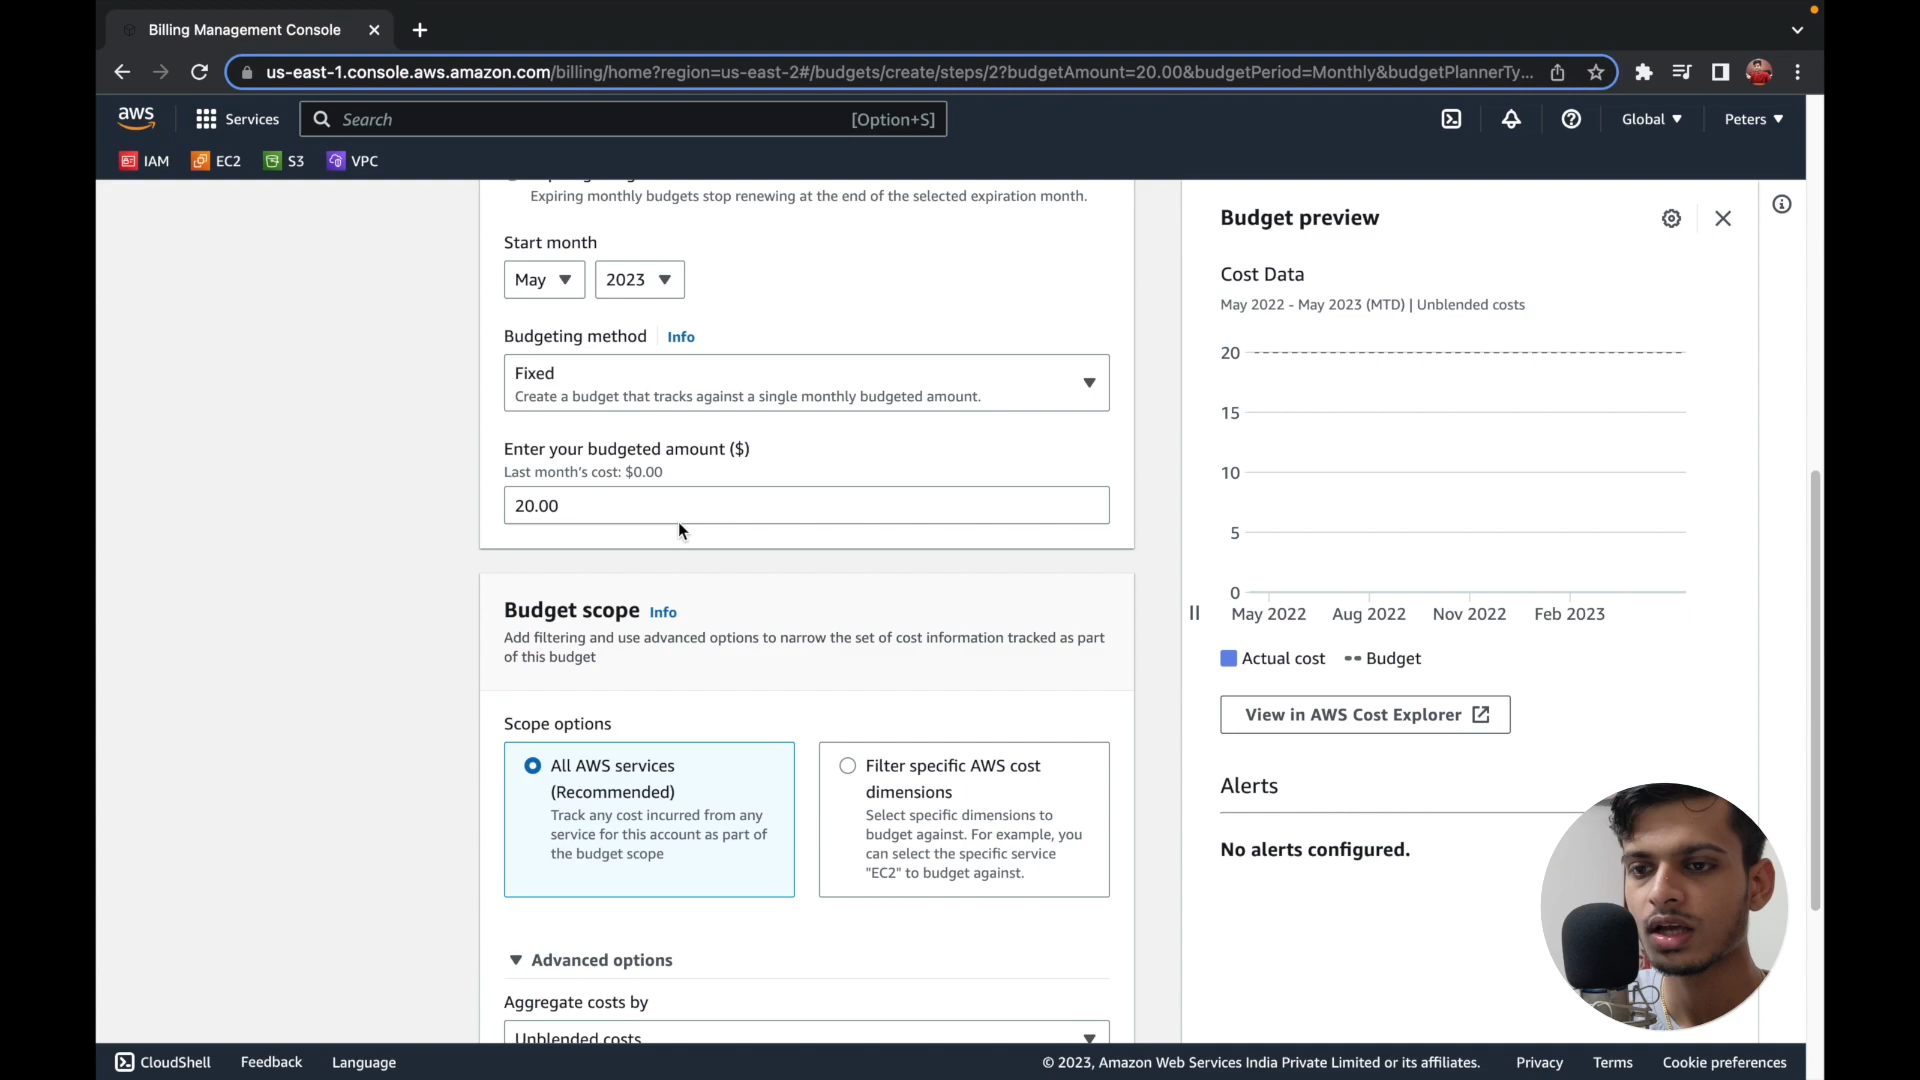 Billing Management Console
us-east-1.console.aws.amazon.com/billing/home?region=us-east-2#/budgets/create/steps/2?budgetAmount=20.00&budgetPeriod=Monthly&budgetPlannerTy...
aws
Services
Search
[Option+S]
Global
Peters
IAM
EC2
S3
VPC
Expiring monthly budgets stop renewing at the end of the selected expiration month.
Start month
May
2023
Budgeting method
Info
Fixed
Create a budget that tracks against a single monthly budgeted amount.
Enter your budgeted amount ($)
Last month's cost: $0.00
20.00
Budget scope
Info
Add filtering and use advanced options to narrow the set of cost information tracked as part
of this budget
Scope options
All AWS services
(Recommended)
Track any cost incurred from any
service for this account as part of
the budget scope
Filter specific AWS cost
dimensions
Select specific dimensions to
budget against. For example, you
can select the specific service
"EC2" to budget against.
Advanced options
Aggregate costs by
Unblended costs
Budget preview
Cost Data
May 2022 - May 2023 (MTD) | Unblended costs
20
15
10
5
0
May 2022
Aug 2022
Nov 2022
Feb 2023
Actual cost
Budget
View in AWS Cost Explorer
Alerts
No alerts configured.
CloudShell
Feedback
Language
© 2023, Amazon Web Services India Private Limited or its affiliates.
Privacy
Terms
Cookie preferences